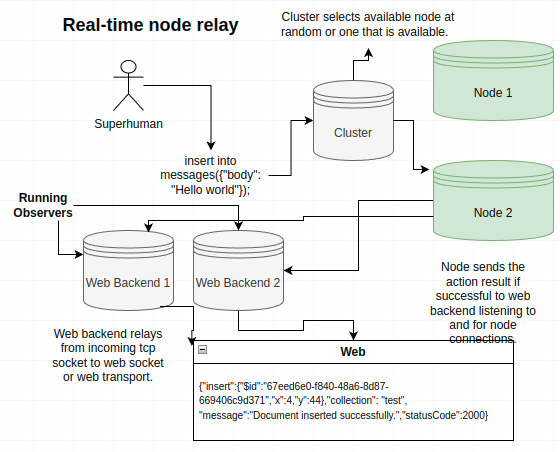 Real-time node relay
Cluster selects available node at
random or one that is available.
Node 1
Superhuman
Cluster
insert into
messages({"body":
"Hello world"});
Running
Observers
Node 2
Web Backend 1
Web Backend 2
Node sends the
action result if
successful to web
backend listening to
and for node
connections.
Web backend relays
from incoming tcp
socket to web socket
or web transport.
Web
{"insert":{"$id":"67eed6e0-f840-48a6-8d87-
669406c9d371","x":4,"y":44},"collection": "test",
"message":"Document inserted successfully.","statusCode":2000}